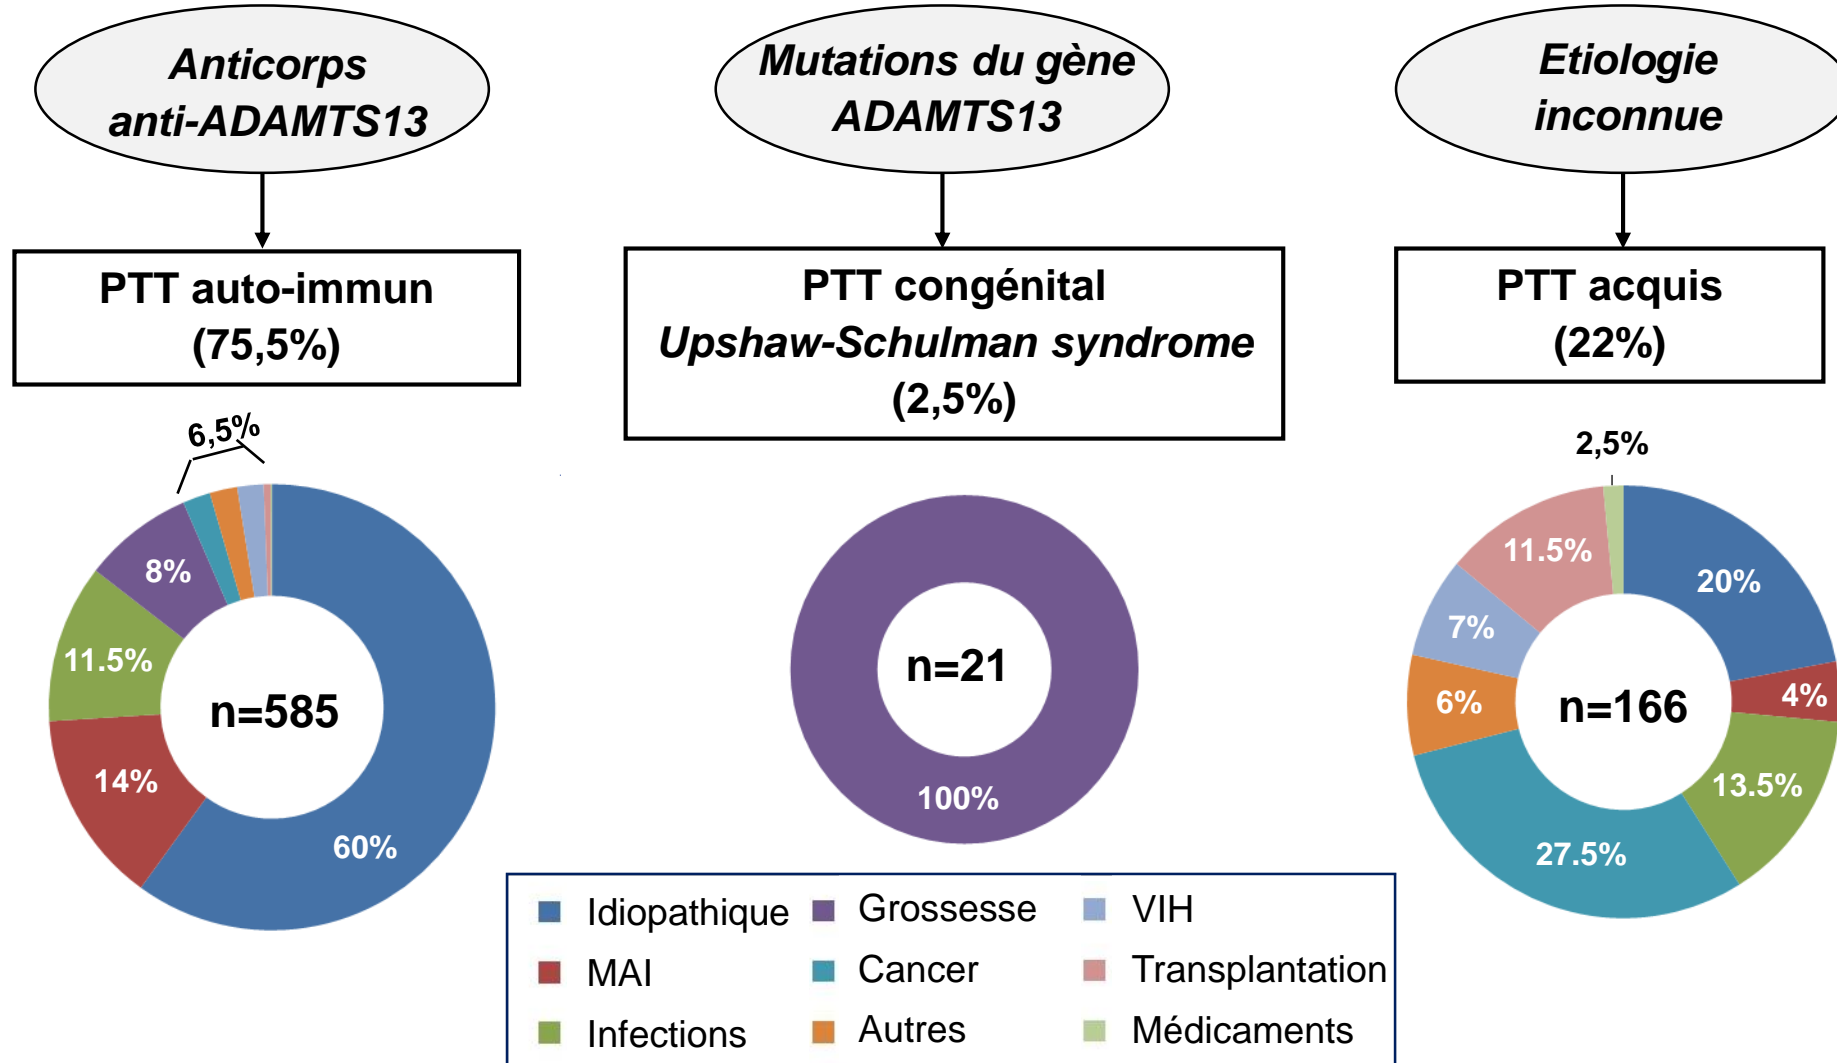 Anticorps
anti-ADAMTS13
Mutations du gène
ADAMTS13
Etiologie
inconnue
PTT auto-immun
(75,5%)
PTT congénital
Upshaw-Schulman syndrome
(2,5%)
PTT acquis
(22%)
6,5%
8%
11.5%
14%
60%
n=585
n=21
100%
2,5%
11.5%
20%
7%
4%
6%
n=166
13.5%
27.5%
Idiopathique
Grossesse
VIH
MAI
Cancer
Transplantation
Infections
Autres
Médicaments